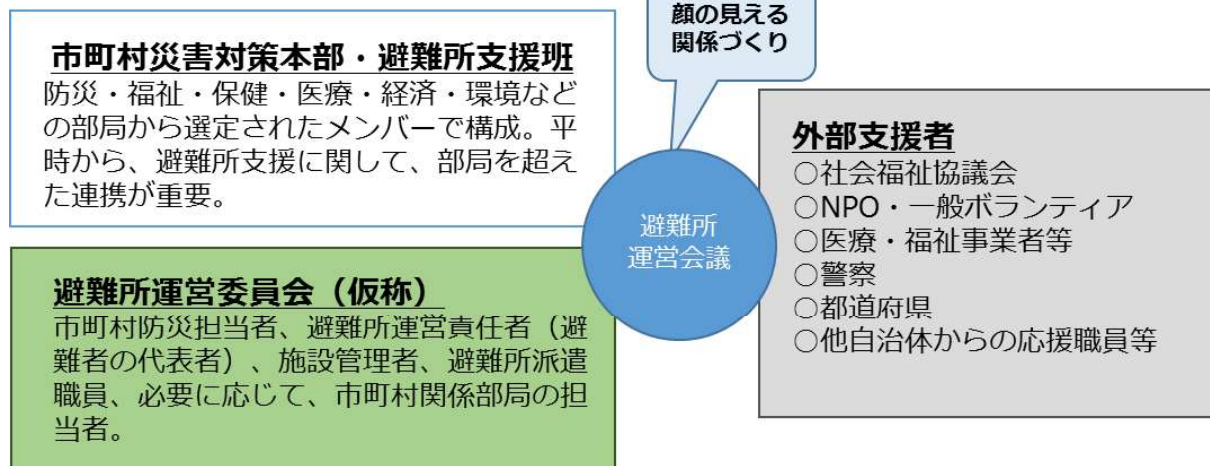 顔の見える
関係づくり
市町村災害対策本部・避難所支援班
防災・福祉・保健・医療・経済・環境など
の部局から選定されたメンバーで構成。平
時から、避難所支援に関して、部局を超え
た連携が重要。
避難所
運営会議
避難所運営委員会（仮称）
市町村防災担当者、避難所運営責任者（避
難者の代表者）、施設管理者、避難所派遣
職員、必要に応じて、市町村関係部局の担
当者。
外部支援者
○社会福祉協議会
○NPO・一般ボランティア
○医療・福祉事業者等
○警察
○都道府県
○他自治体からの応援職員等